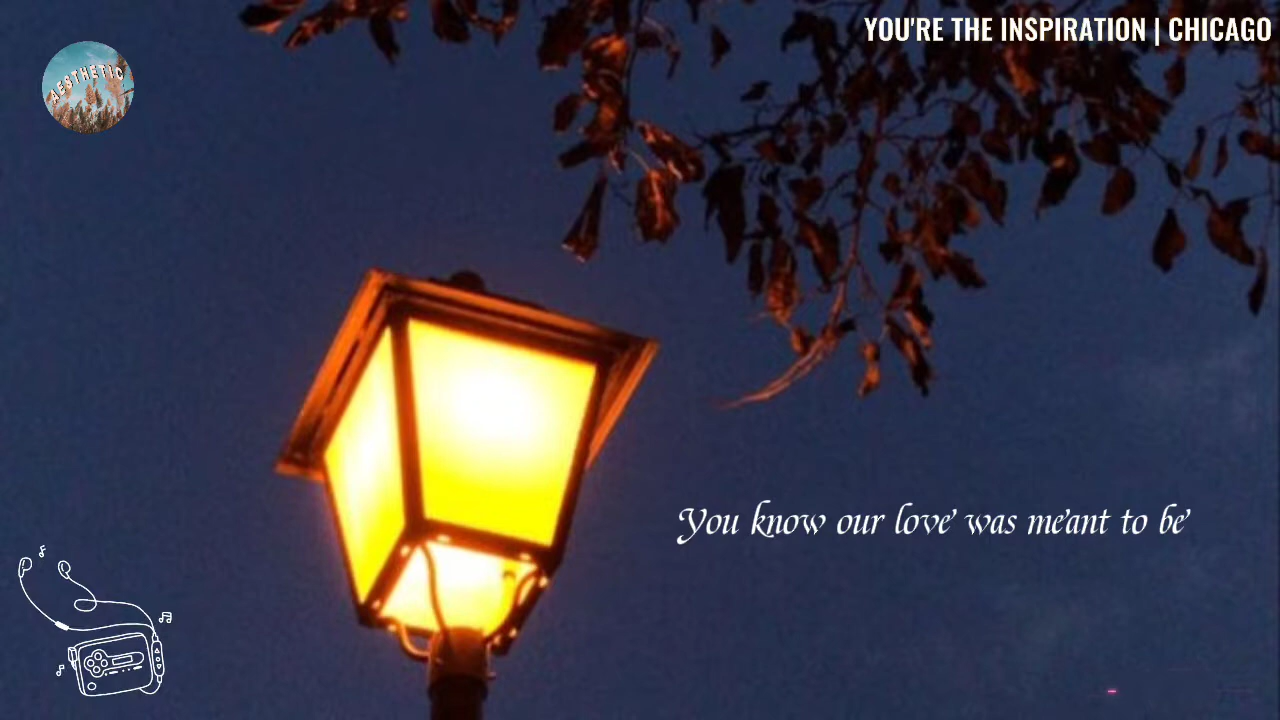 YOU'RE THE INSPIRATION | CHICAGO
AESTHETIC
You know our love was meant to be